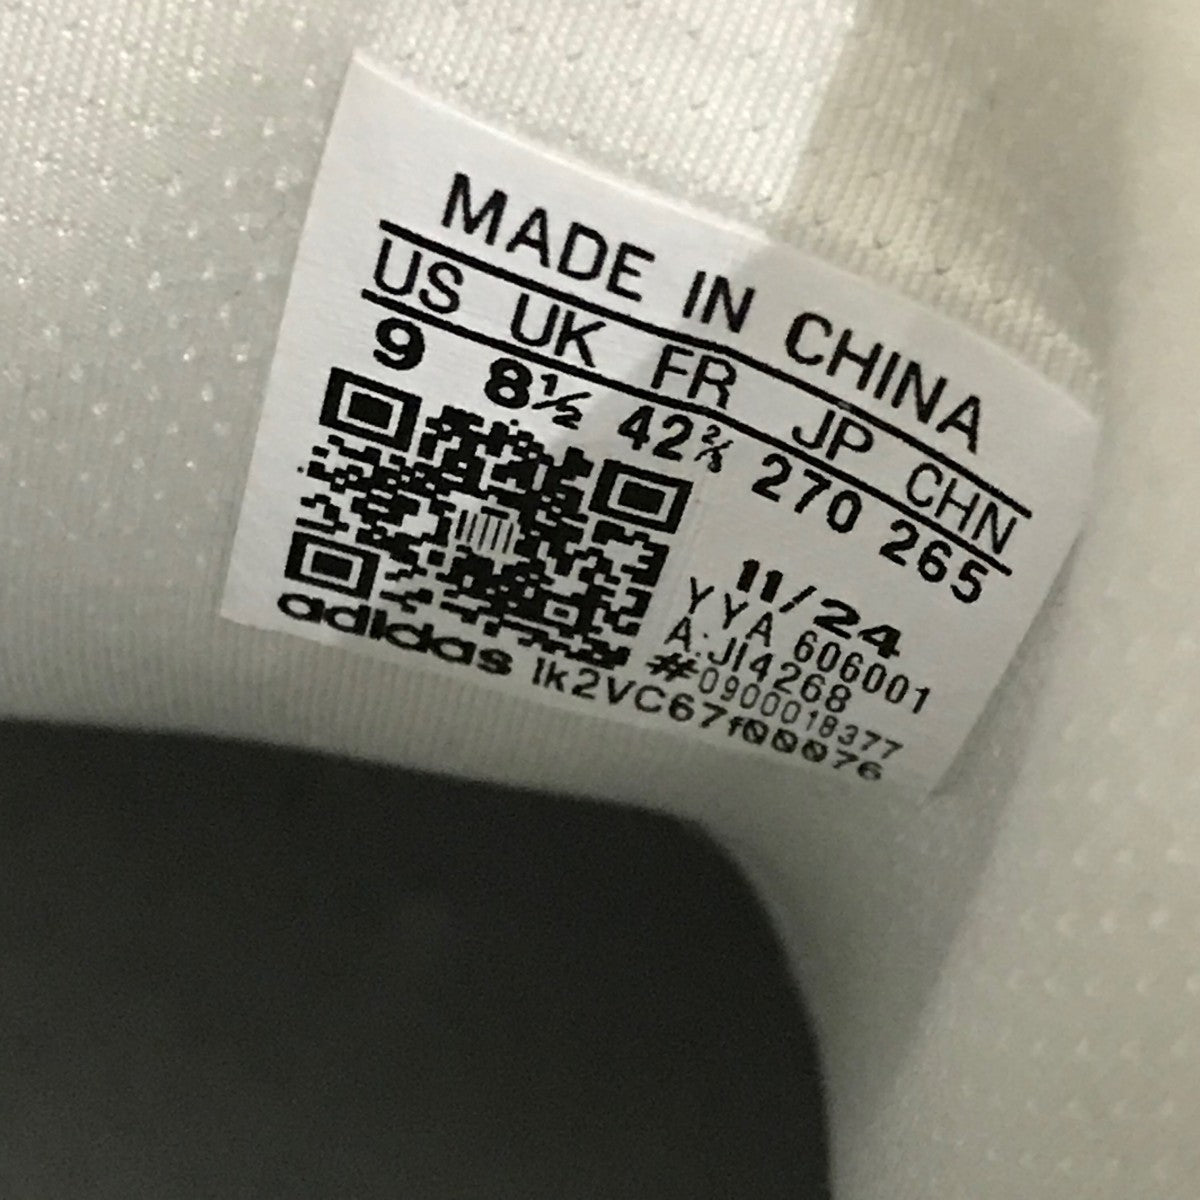 MADE IN CHINA
US UK FR JP CHN
9 8½ 42⅔ 270 265
11/24
YYA 606001
A:JI4268
#0900018377
adidas 1k2VC67f00076